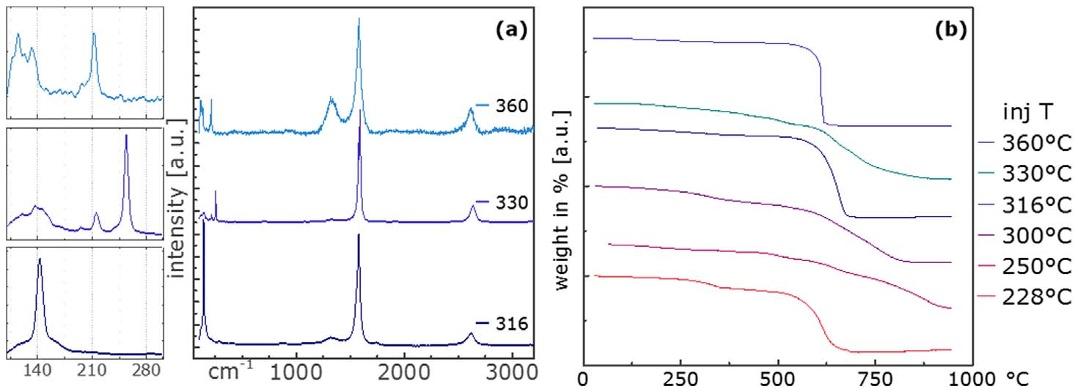 (a)
(b)
intensity [a.u.]
360
330
316
140 210 280
cm⁻¹ 1000 2000 3000
weight in % [a.u.]
0 250 500 750 1000 °C
inj T
360°C
330°C
316°C
300°C
250°C
228°C